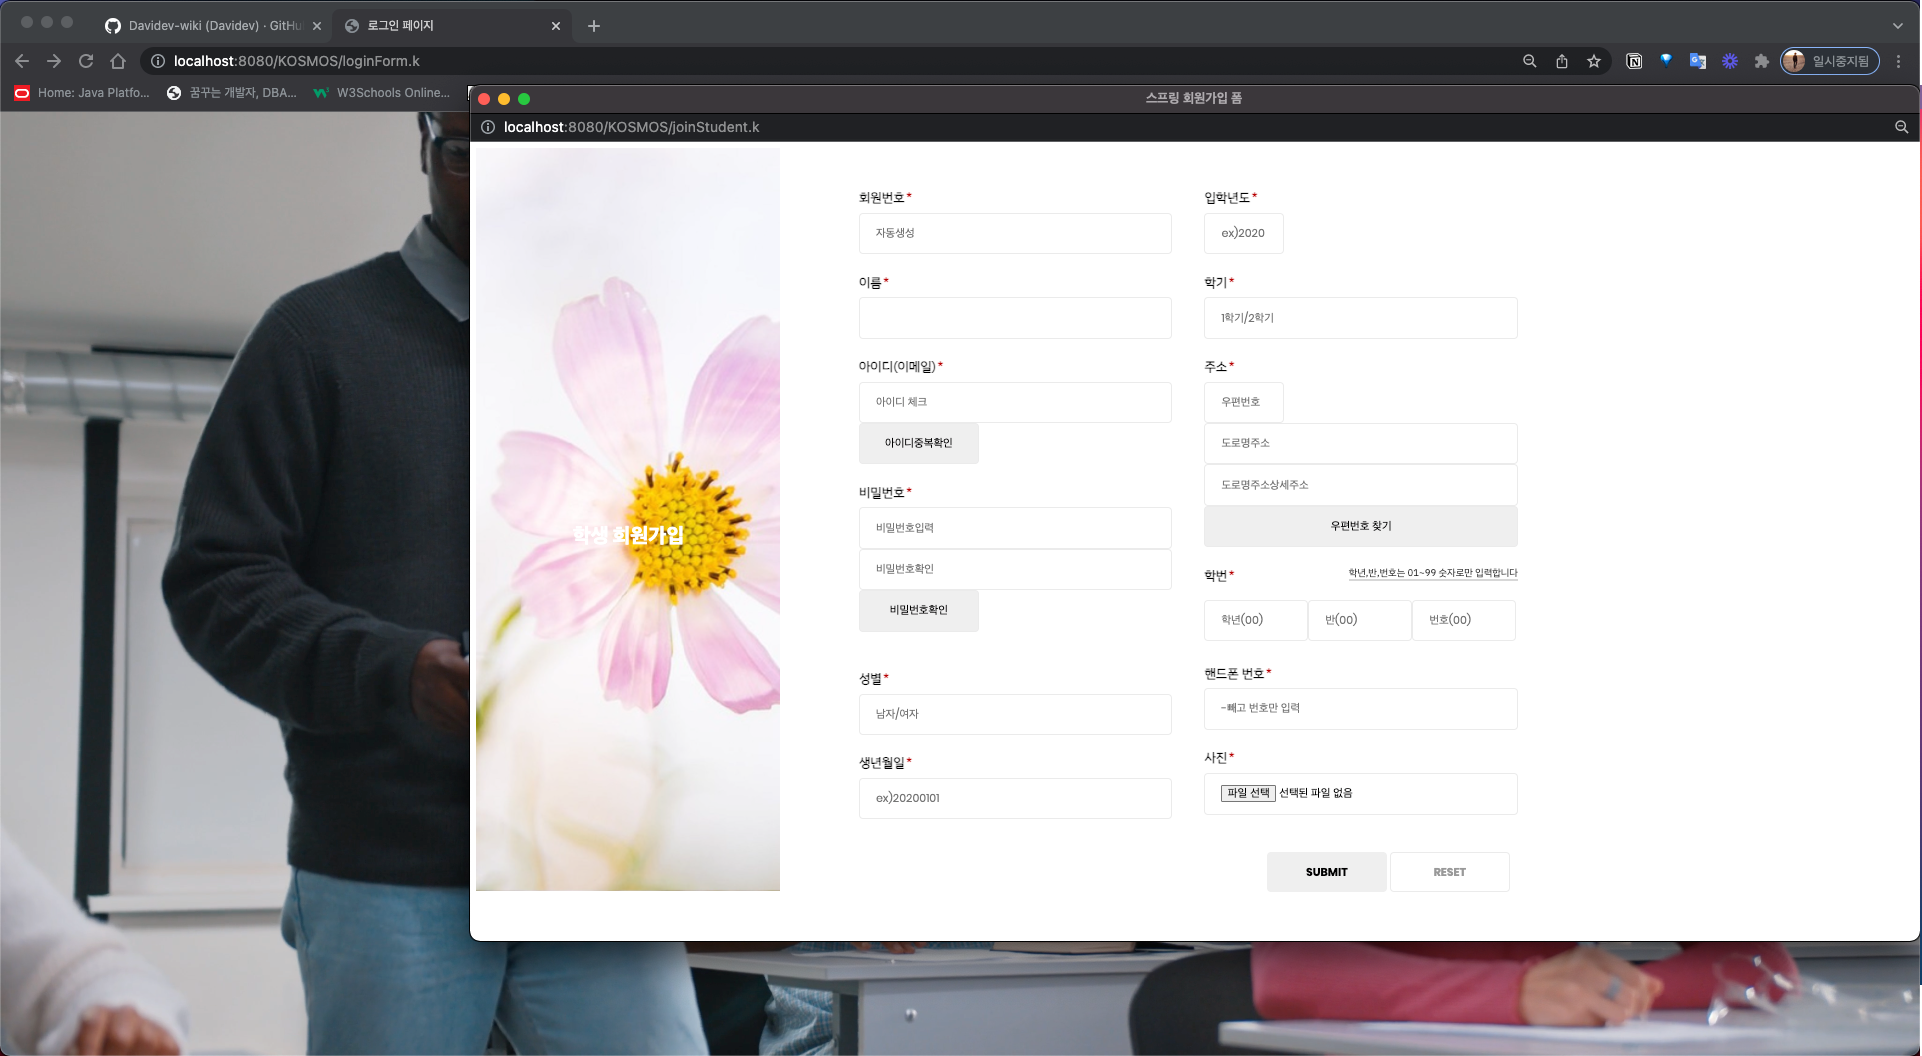 Davidev-wiki (Davidev) · GitHu
로그인 페이지
localhost:8080/KOSMOS/loginForm.k
일시중지됨
Home: Java Platfo...
꿈꾸는 개발자, DBA...
W3Schools Online...
스프링 회원가입 폼
localhost:8080/KOSMOS/joinStudent.k
학생 회원가입
회원번호*
자동생성
이름*
아이디(이메일)*
아이디 체크
아이디중복확인
비밀번호*
비밀번호입력
비밀번호확인
비밀번호확인
성별*
남자/여자
생년월일*
ex)20200101
입학년도*
ex)2020
학기*
1학기/2학기
주소*
우편번호
도로명주소
도로명주소상세주소
우편번호 찾기
학번*
학년,반,번호는 01~99 숫자로만 입력합니다
학년(00)
반(00)
번호(00)
핸드폰 번호*
-빼고 번호만 입력
사진*
파일 선택 선택된 파일 없음
SUBMIT
RESET